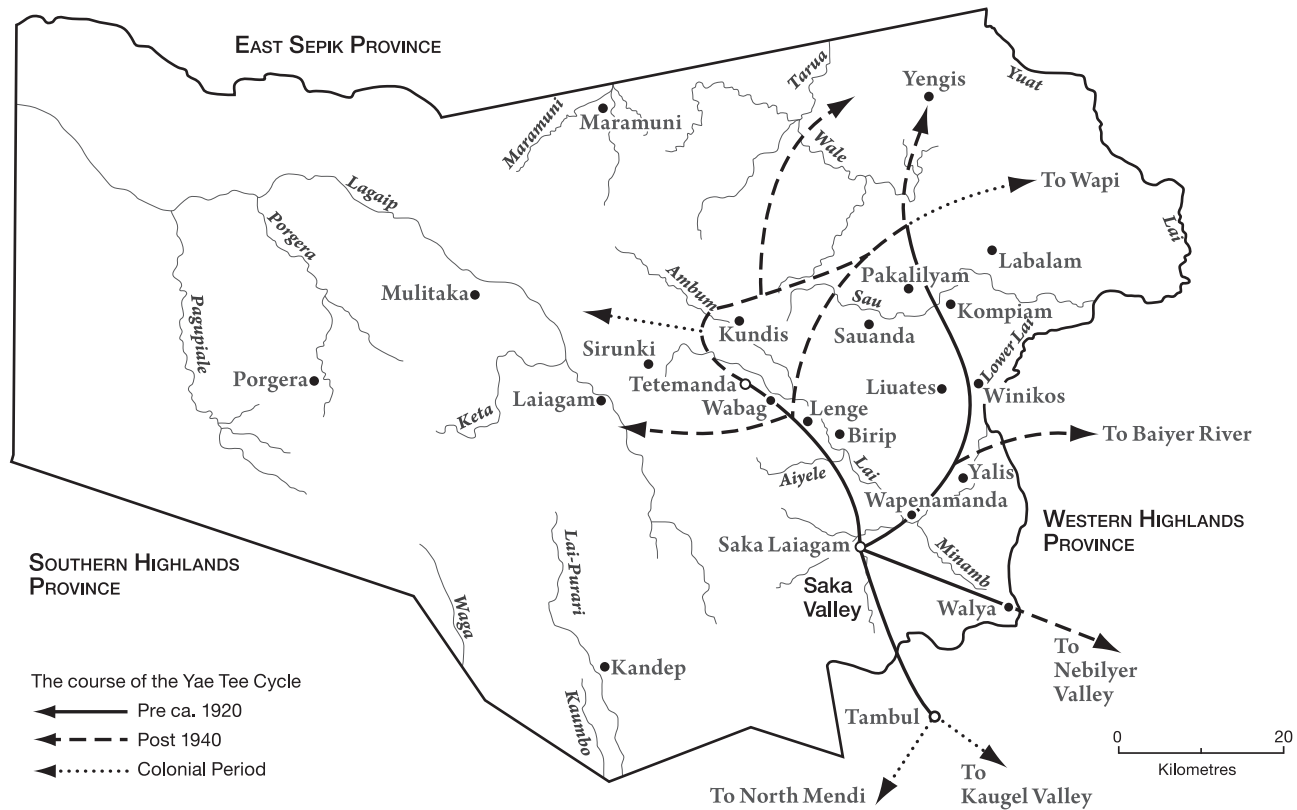 EAST SEPIK PROVINCE
Tarua
Yengis
Yuat
Maramuni
Maramuni
Wale
To Wapi
Lagaip
Porgera
Lai
Labalam
Pakalilyam
Ambum
Mulitaka
Sau
Kompiam
Pagupiale
Kundis
Sauanda
Lower Lai
Sirunki
Porgera
Tetemanda
Liuates
Winikos
Laiagam
Wabag
Lenge
Keta
Birip
To Baiyer River
Lai
Aiyele
Yalis
Wapenamanda
WESTERN HIGHLANDS
PROVINCE
Saka Laiagam
Minamb
SOUTHERN HIGHLANDS
PROVINCE
Lai-Purari
Saka
Valley
Walya
Waga
To
Nebilyer
Valley
Kandep
The course of the Yae Tee Cycle
Pre ca. 1920
Kaumbo
Tambul
Post 1940
0 20
Kilometres
Colonial Period
To North Mendi
To
Kaugel Valley